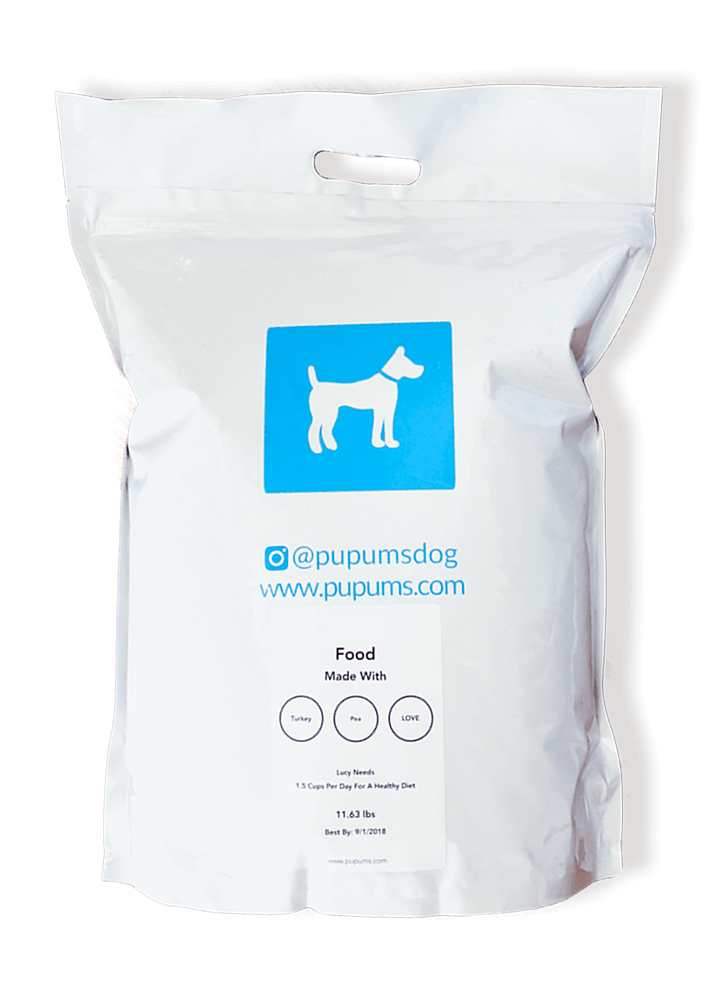 @pupumsdog
www.pupums.com
Food
Made With
Turkey Pea LOVE
Lucy Needs
1.5 Cups Per Day For A Healthy Diet
11.63 lbs
Best By: 9/1/2018
www.pupums.com